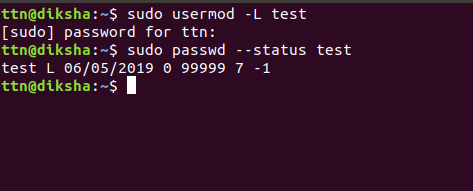 ttn@diksha:~$ sudo usermod -L test
[sudo] password for ttn:
ttn@diksha:~$ sudo passwd --status test
test L 06/05/2019 0 99999 7 -1
ttn@diksha:~$